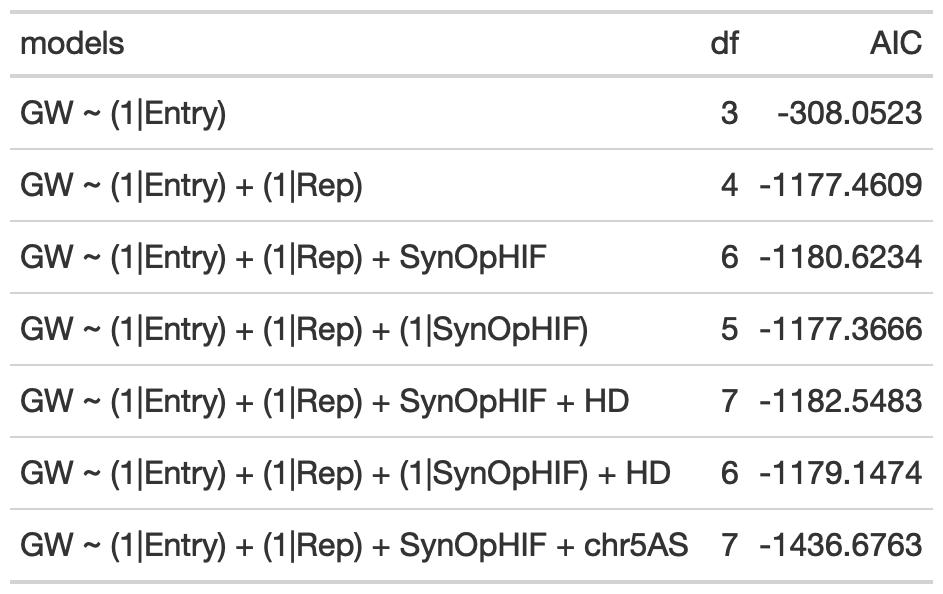 models df AIC
GW ~ (1|Entry) 3 -308.0523
GW ~ (1|Entry) + (1|Rep) 4 -1177.4609
GW ~ (1|Entry) + (1|Rep) + SynOpHIF 6 -1180.6234
GW ~ (1|Entry) + (1|Rep) + (1|SynOpHIF) 5 -1177.3666
GW ~ (1|Entry) + (1|Rep) + SynOpHIF + HD 7 -1182.5483
GW ~ (1|Entry) + (1|Rep) + (1|SynOpHIF) + HD 6 -1179.1474
GW ~ (1|Entry) + (1|Rep) + SynOpHIF + chr5AS 7 -1436.6763